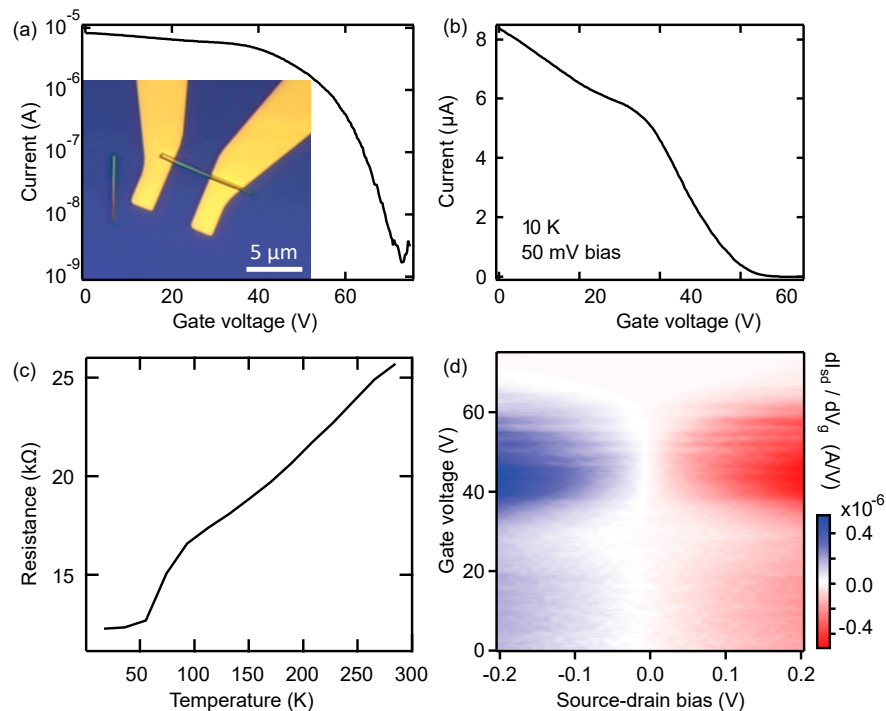 (a)
10⁻⁵
10⁻⁶
10⁻⁷
10⁻⁸
10⁻⁹
Current (A)
5 µm
0
20
40
60
Gate voltage (V)
(b)
8
6
4
2
0
Current (µA)
10 K
50 mV bias
0
20
40
60
Gate voltage (V)
(c)
25
20
15
Resistance (kΩ)
50
100
150
200
250
300
Temperature (K)
(d)
60
40
20
0
Gate voltage (V)
-0.2
-0.1
0.0
0.1
0.2
Source-drain bias (V)
dI_sd / dV_g (A/V)
x10⁻⁶
0.4
0.0
-0.4